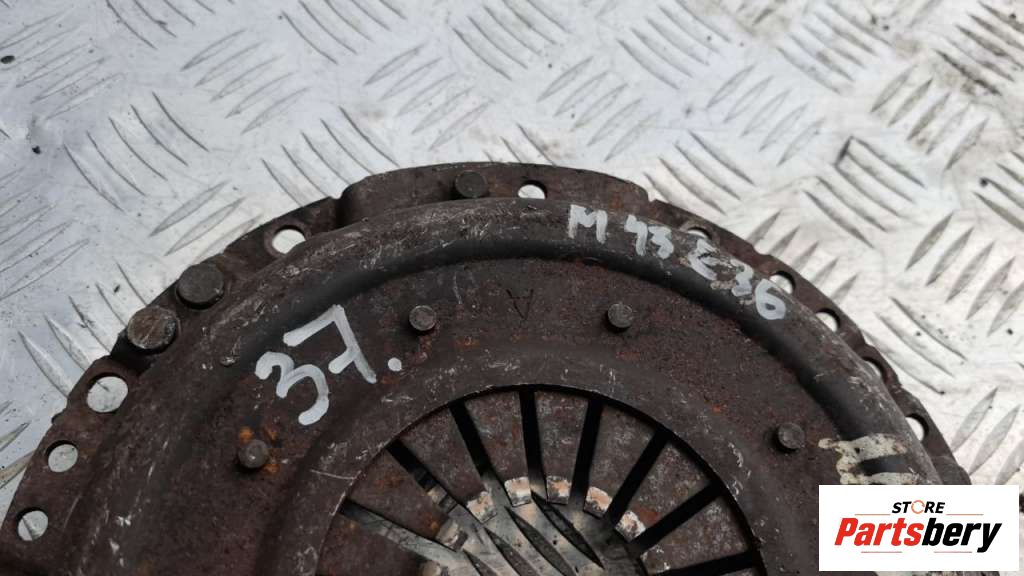 M43 E36
37.
A
STORE
Partsbery